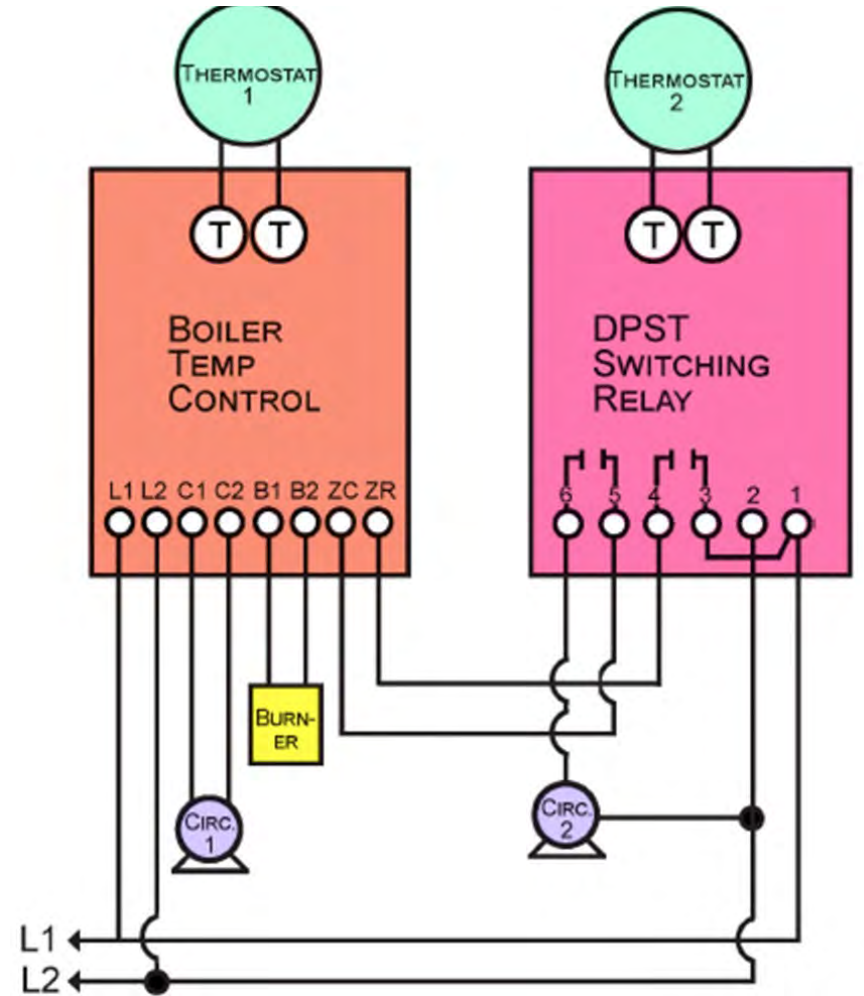 THERMOSTAT
1
THERMOSTAT
2
T T
T T
BOILER
TEMP
CONTROL
DPST
SWITCHING
RELAY
L1 L2 C1 C2 B1 B2 ZC ZR
6 5 4 3 2 1
BURN-
ER
CIRC.
1
CIRC.
2
L1
L2